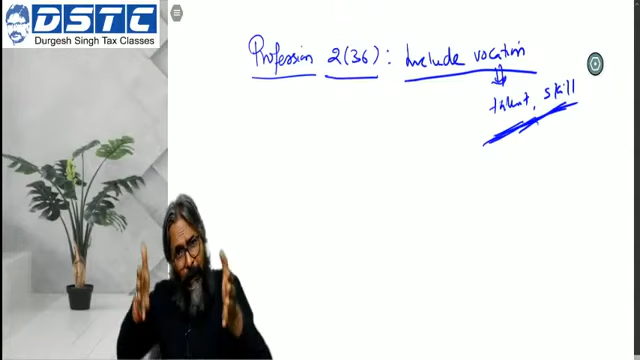 DSTC
Durgesh Singh Tax Classes
Profession 2(36) : Include vocation
talent, skill